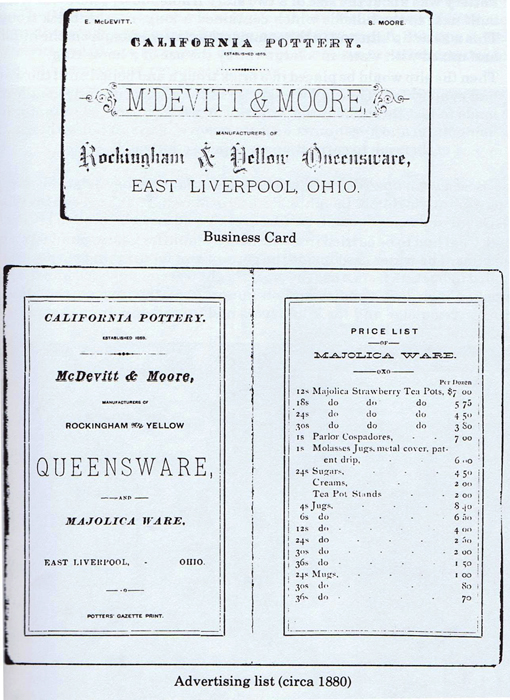 E. McDEVITT. S. MOORE.
CALIFORNIA POTTERY.
ESTABLISHED 1875.
M'DEVITT & MOORE,
MANUFACTURERS OF
Rockingham & Yellow Queensware,
EAST LIVERPOOL, OHIO.
Business Card
CALIFORNIA POTTERY.
ESTABLISHED
McDevitt & Moore,
MANUFACTURERS OF
ROCKINGHAM AND YELLOW
QUEENSWARE,
AND
MAJOLICA WARE.
EAST LIVERPOOL, - OHIO.
POTTERS' GAZETTE PRINT.
PRICE LIST
OF
MAJOLICA WARE.
OXO
Per Dozen
12s Majolica Strawberry Tea Pots, $7 00
18s do do do 5 75
24s do do do 4 50
30s do do do 3 80
1s Parlor Cospadores, 7 00
1s Molasses Jugs, metal cover, pat-
ent drip, 6 00
24s Sugars, 4 50
Creams, 2 00
Tea Pot Stands 2 00
4s Jugs, 8 40
6s do 6 50
12s do 4 00
24s do 2 50
30s do 2 00
36s do 1 50
24s Mugs, 1 00
30s do 80
36s do 70
Advertising list (circa 1880)